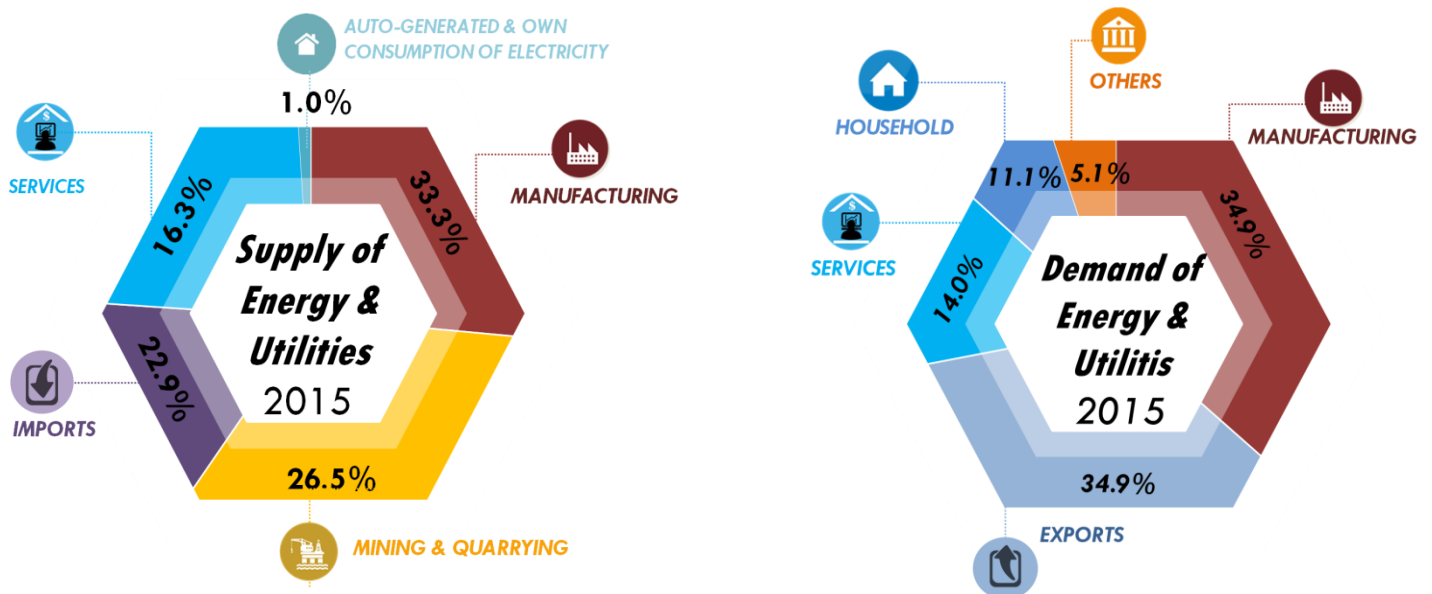 AUTO-GENERATED & OWN
CONSUMPTION OF ELECTRICITY
1.0%
SERVICES
16.3%
33.3%
MANUFACTURING
Supply of
Energy &
Utilities
2015
22.9%
IMPORTS
26.5%
MINING & QUARRYING
OTHERS
HOUSEHOLD
MANUFACTURING
11.1%
5.1%
34.9%
SERVICES
14.0%
Demand of
Energy &
Utilitis
2015
34.9%
EXPORTS